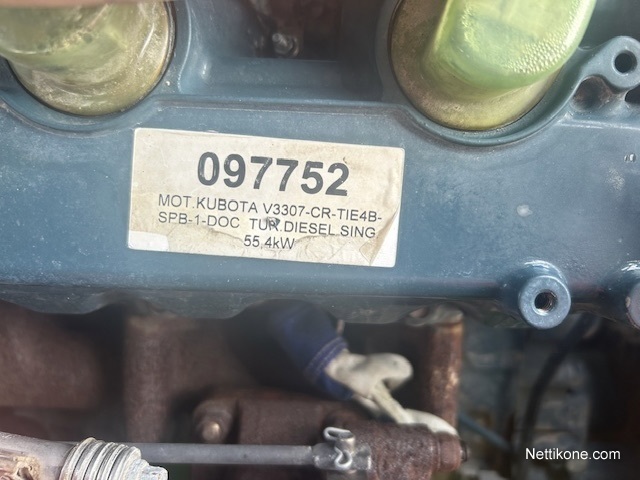 097752
MOT.KUBOTA V3307-CR-TIE4B-
SPB-1-DOC TUR.DIESEL.SING
55,4kW
Nettikone.com